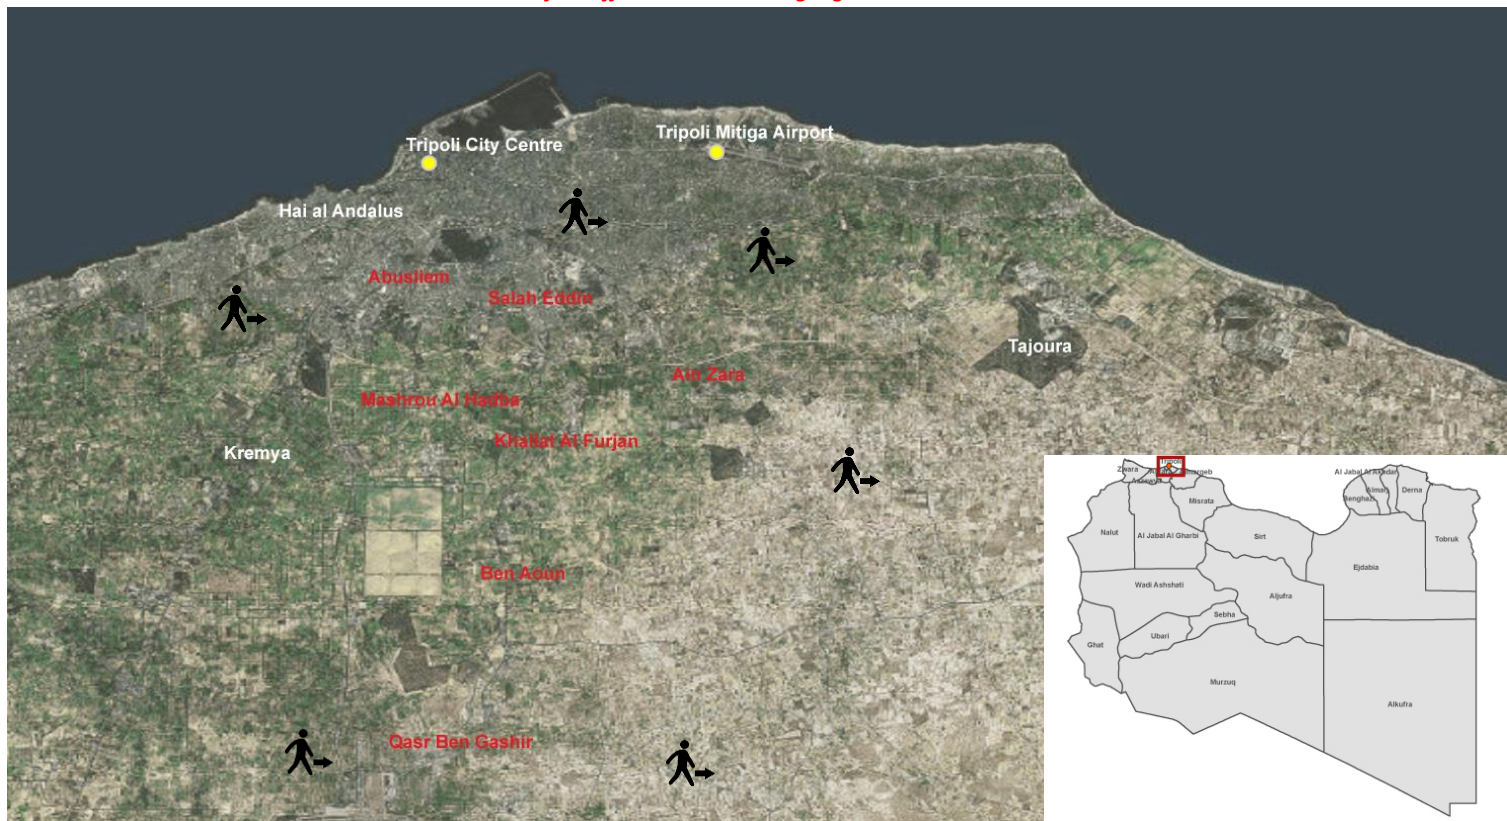 Tripoli City Centre
Tripoli Mitiga Airport
Hai al Andalus
Abusliem
Salah Eddin
Tajoura
Ain Zara
Mashrou Al Hadba
Khallat Al Furjan
Kremya
Ben Aoun
Qasr Ben Gashir
Zwara
Tripoli
Misrata
Nalut
Al Jabal Al Gharbi
Sirt
Al Jabal Al Akhdar
Almarj
Derna
Benghazi
Tobruk
Ejdabia
Wadi Ashshati
Aljufra
Sebha
Ubari
Ghat
Murzuq
Alkufra